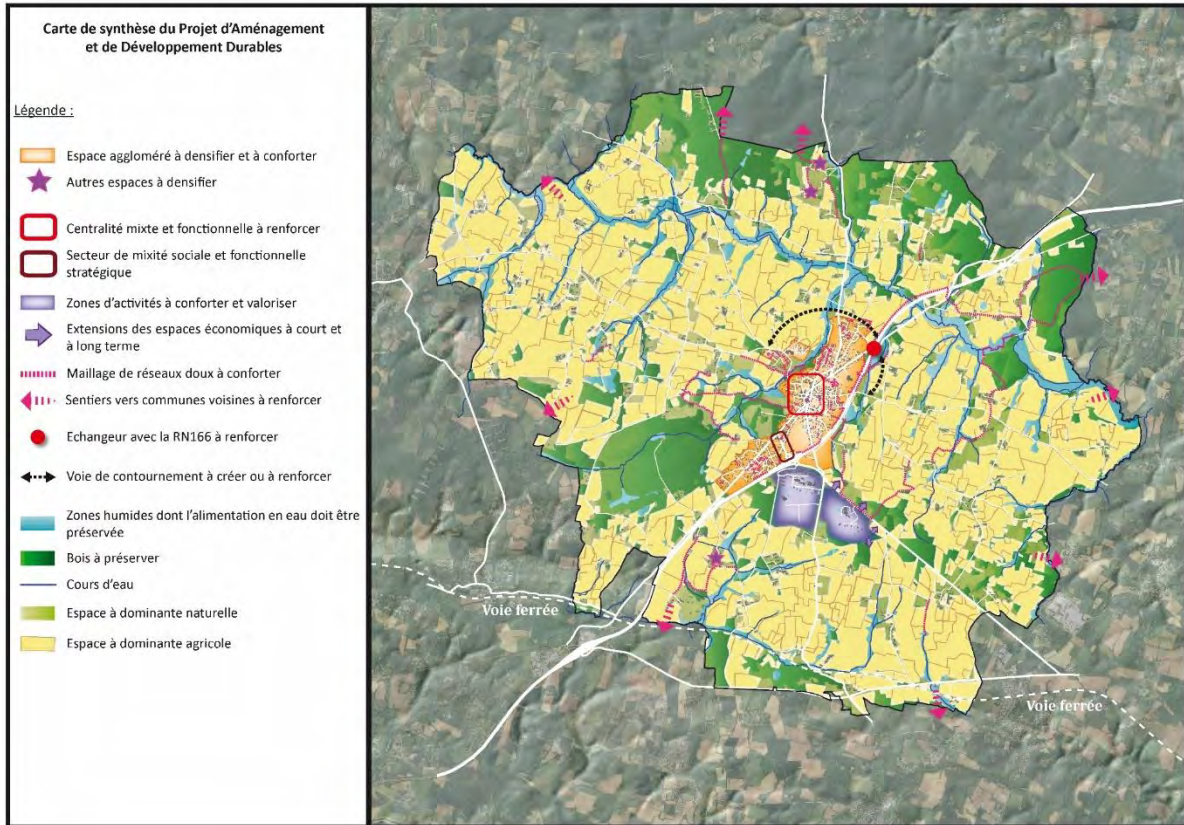 Carte de synthèse du Projet d'Aménagement
et de Développement Durables
Légende :
Espace aggloméré à densifier et à conforter
Autres espaces à densifier
Centralité mixte et fonctionnelle à renforcer
Secteur de mixité sociale et fonctionnelle
stratégique
Zones d'activités à conforter et valoriser
Extensions des espaces économiques à court et
à long terme
Maillage de réseaux doux à conforter
Sentiers vers communes voisines à renforcer
Echangeur avec la RN166 à renforcer
Voie de contournement à créer ou à renforcer
Zones humides dont l'alimentation en eau doit être
préservée
Bois à préserver
Cours d'eau
Espace à dominante naturelle
Espace à dominante agricole
Voie ferrée
Voie ferrée